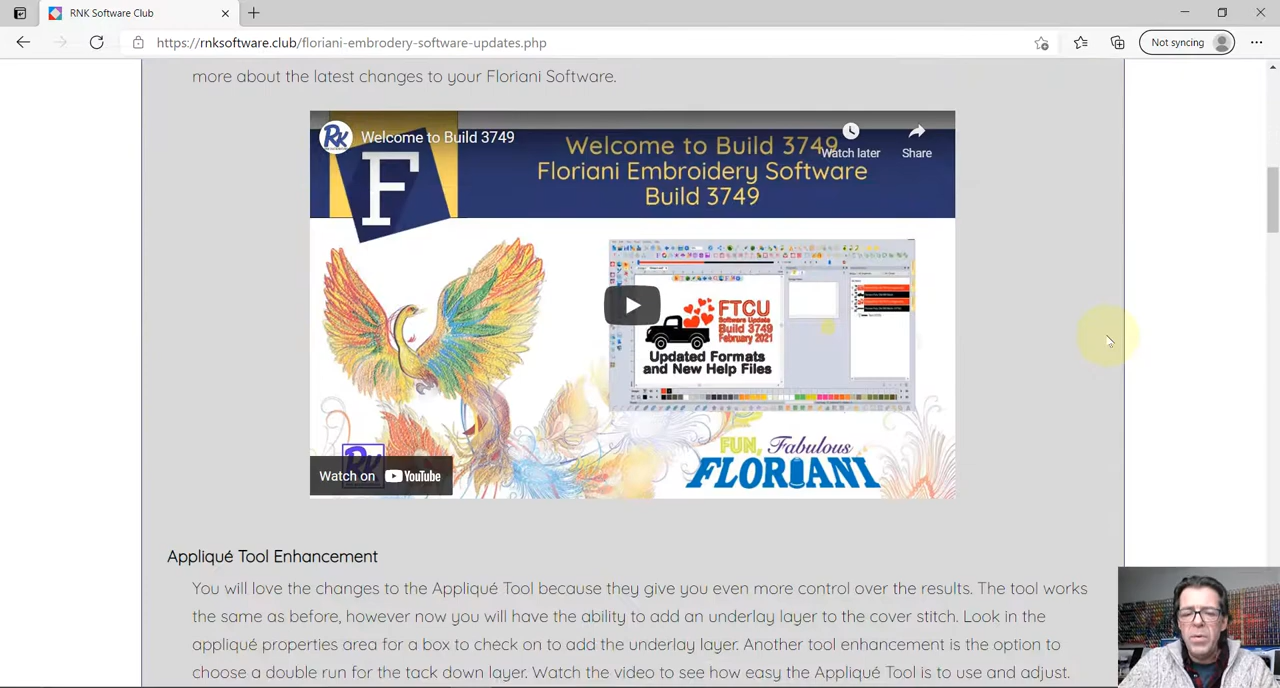 RNK Software Club
https://rnksoftware.club/floriani-embrodery-software-updates.php
Not syncing
more about the latest changes to your Floriani Software.
RK
Welcome to Build 3749
Welcome to Build 3749
Floriani Embroidery Software
Build 3749
Watch later
Share
F
FTCU
Software Update
Build 3749
February 2021
Updated Formats
and New Help Files
FUN, Fabulous
FLORIANI
Watch on YouTube
Appliqué Tool Enhancement
You will love the changes to the Appliqué Tool because they give you even more control over the results. The tool works
the same as before, however now you will have the ability to add an underlay layer to the cover stitch. Look in the
appliqué properties area for a box to check on to add the underlay layer. Another tool enhancement is the option to
choose a double run for the tack down layer. Watch the video to see how easy the Appliqué Tool is to use and adjust.